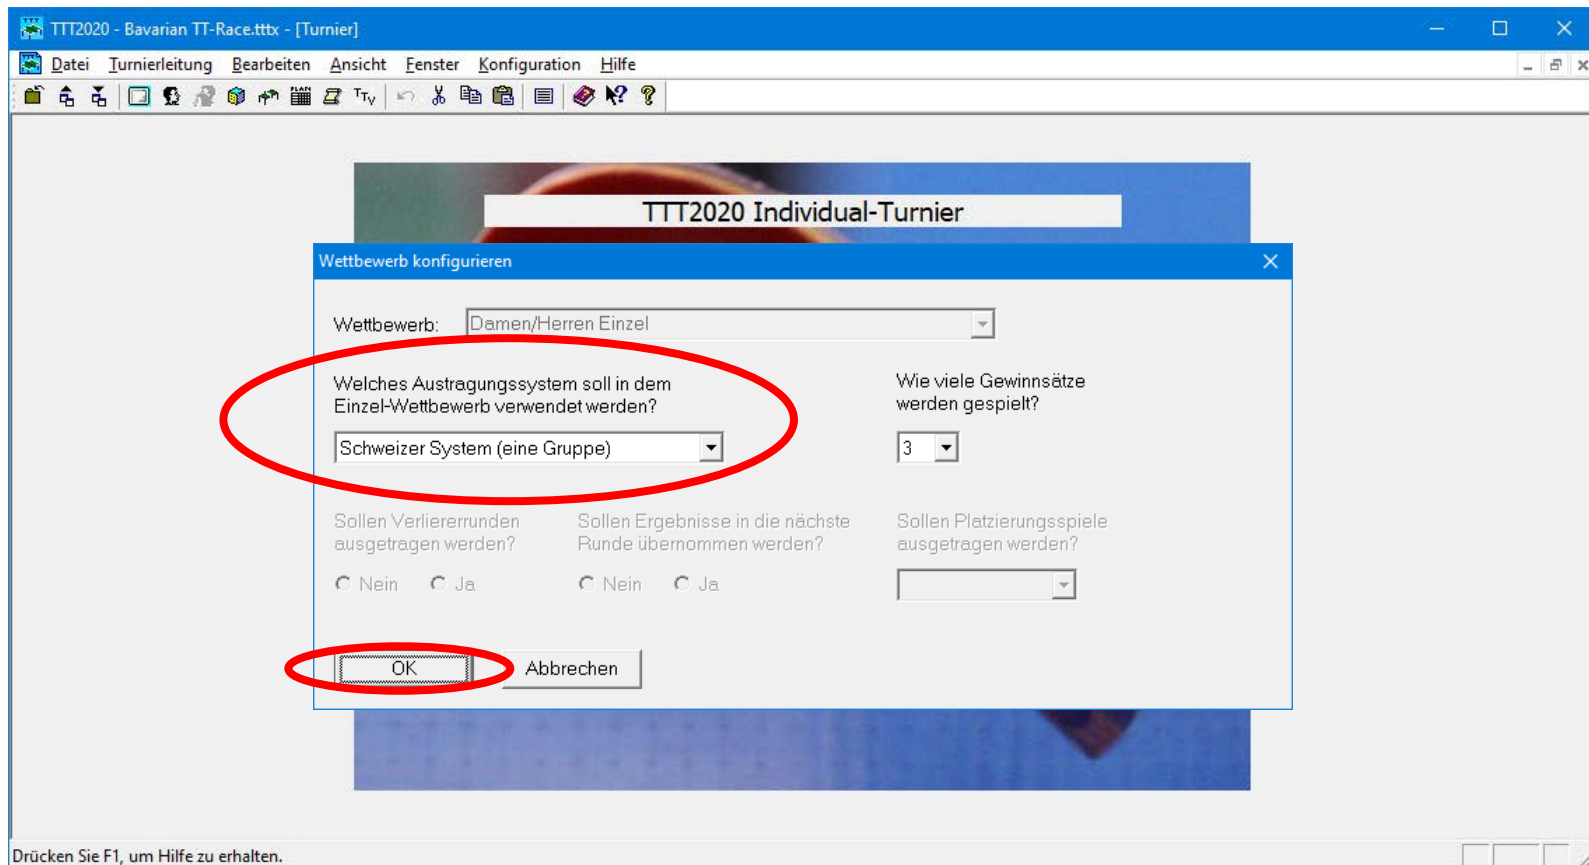 TTT2020 - Bavarian TT-Race.tttx - [Turnier]
Datei Turnierleitung Bearbeiten Ansicht Fenster Konfiguration Hilfe
PLAN
TTV
TTT2020 Individual-Turnier
Wettbewerb konfigurieren
Wettbewerb: Damen/Herren Einzel
Welches Austragungssystem soll in dem
Einzel-Wettbewerb verwendet werden?
Schweizer System (eine Gruppe)
Wie viele Gewinnsätze
werden gespielt?
3
Sollen Verliererrunden
ausgetragen werden?
Nein Ja
Sollen Ergebnisse in die nächste
Runde übernommen werden?
Nein Ja
Sollen Platzierungsspiele
ausgetragen werden?
OK Abbrechen
Drücken Sie F1, um Hilfe zu erhalten.